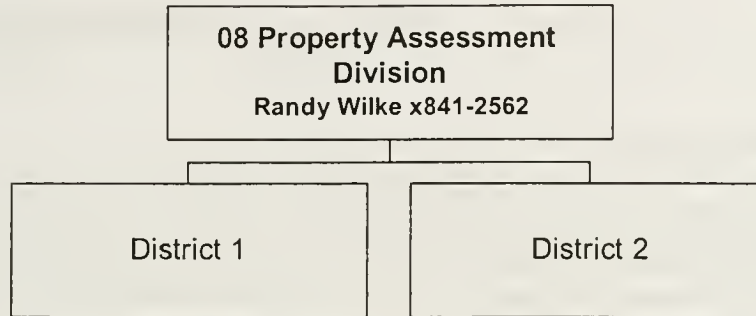 08 Property Assessment
Division
Randy Wilke x841-2562
District 1
District 2